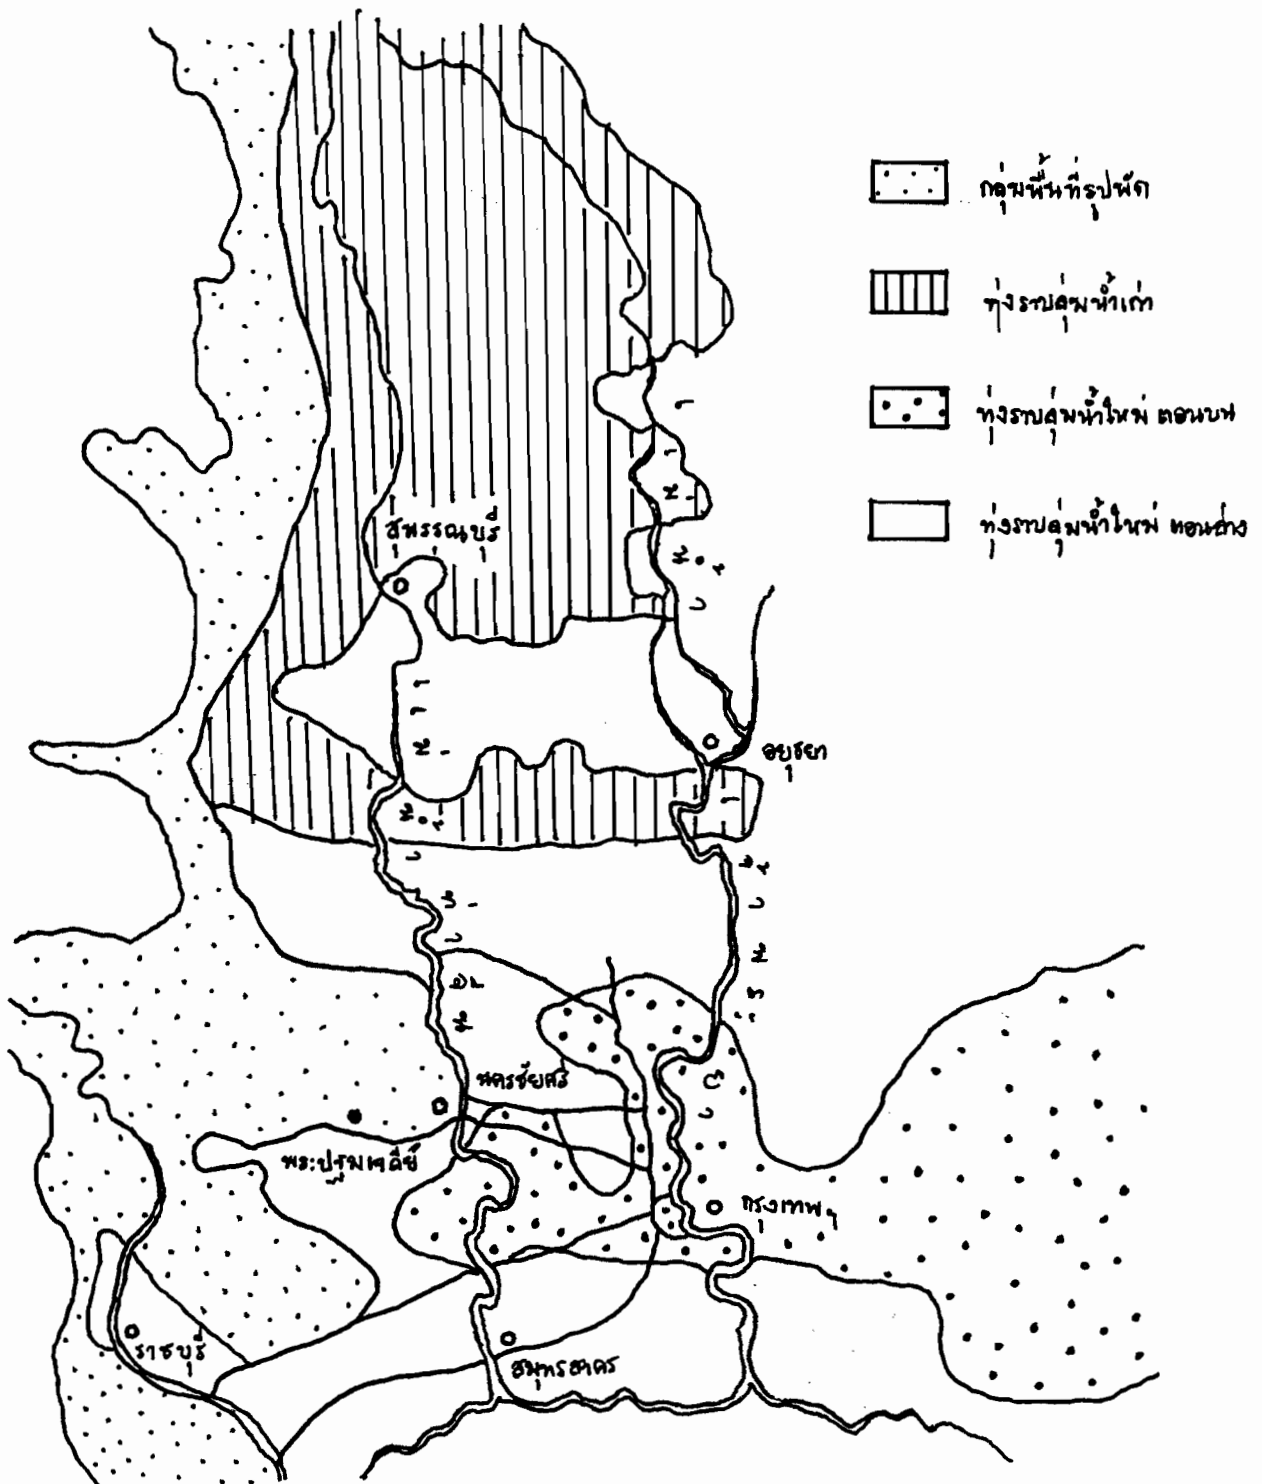 กลุ่มพื้นที่รูปพัด
ทุ่งราบลุ่มน้ำเก่า
ทุ่งราบลุ่มน้ำใหม่ ตอนบน
ทุ่งราบลุ่มน้ำใหม่ ตอนล่าง
สุพรรณบุรี
อยุธยา
นครชัยศรี
พระปฐมเจดีย์
กรุงเทพฯ
ราชบุรี
สมุทรสาคร